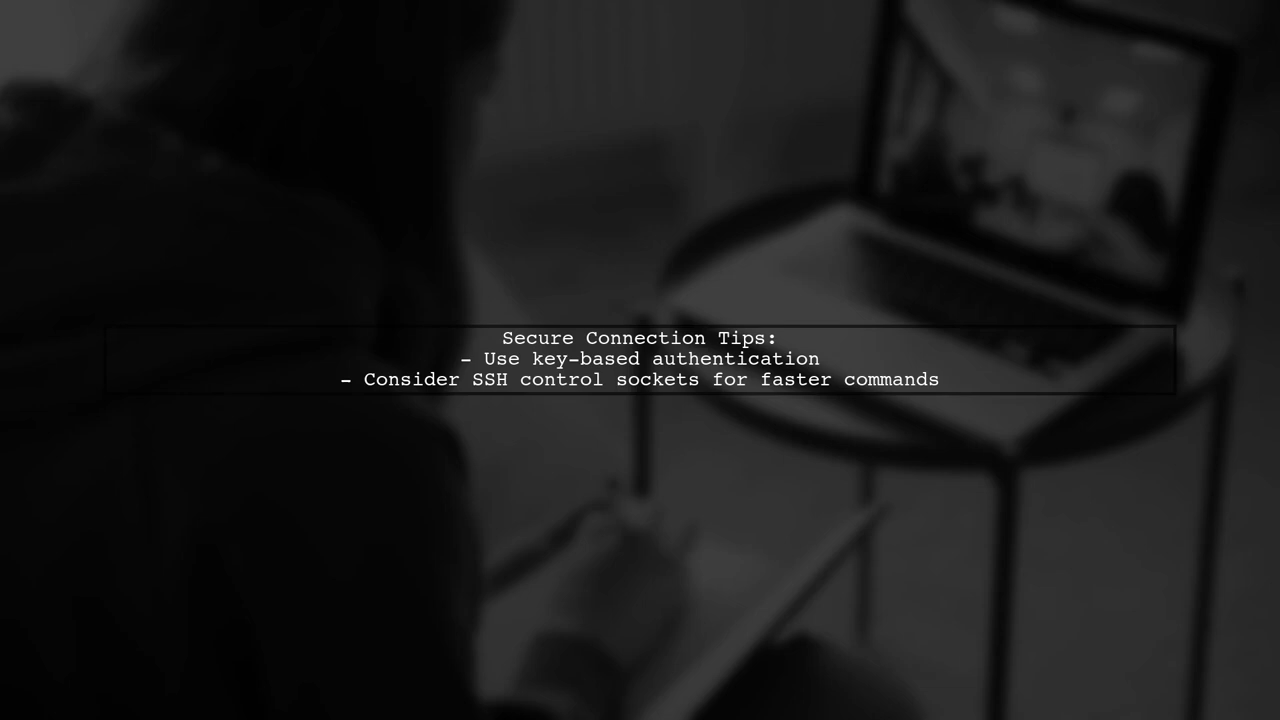 Secure Connection Tips:
- Use key-based authentication
- Consider SSH control sockets for faster commands